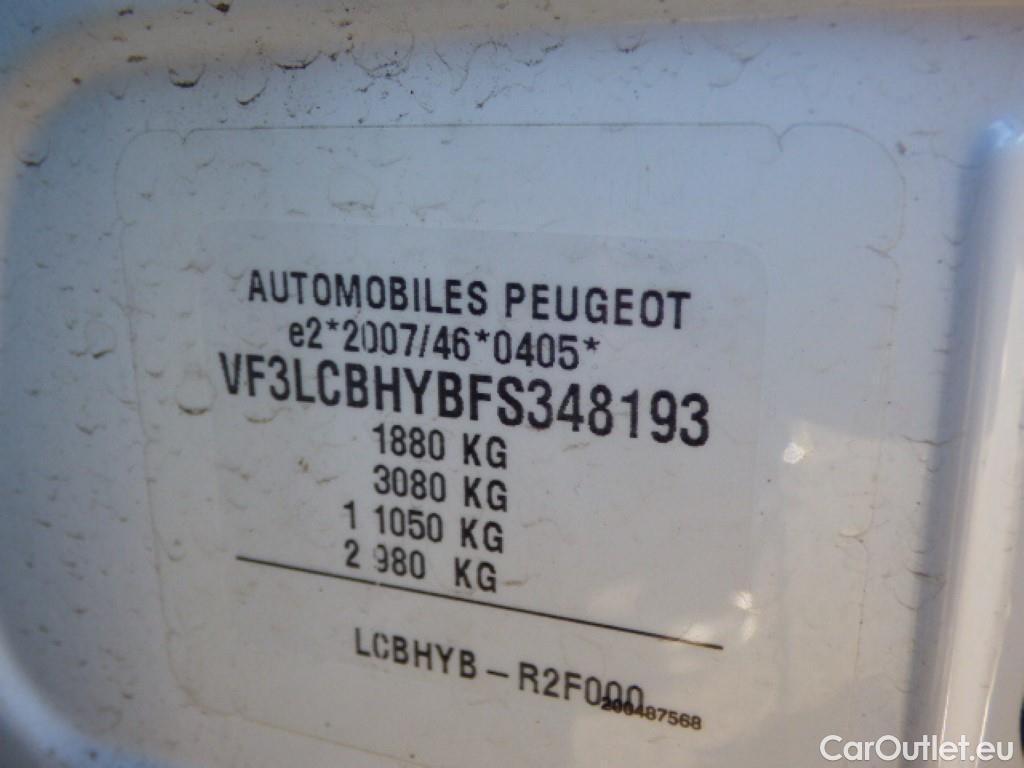 AUTOMOBILES PEUGEOT
e2*2007/46*0405*
VF3LCBHYBFS348193
1880 KG
3080 KG
1 1050 KG
2 980 KG
LCBHYB – R2F000
200487568
CarOutlet.eu